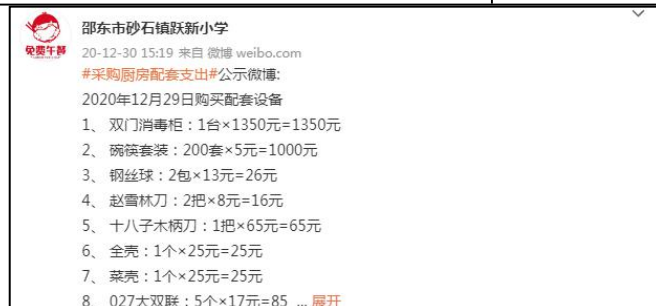 邵东市砂石镇跃新小学
免费午餐
20-12-30 15:19 来自 微博 weibo.com
#采购厨房配套支出#公示微博:
2020年12月29日购买配套设备
1、 双门消毒柜：1台×1350元=1350元
2、 碗筷套装：200套×5元=1000元
3、 钢丝球：2包×13元=26元
4、 赵雪林刀：2把×8元=16元
5、 十八子木柄刀：1把×65元=65元
6、 全壳：1个×25元=25元
7、 菜壳：1个×25元=25元
8、 027大双联：5个×17元=85 ... 展开